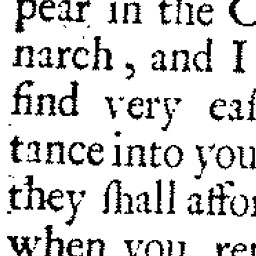 pear in the C
narch, and I
find very eaſ
tance into you
they ſhall affor
when you re